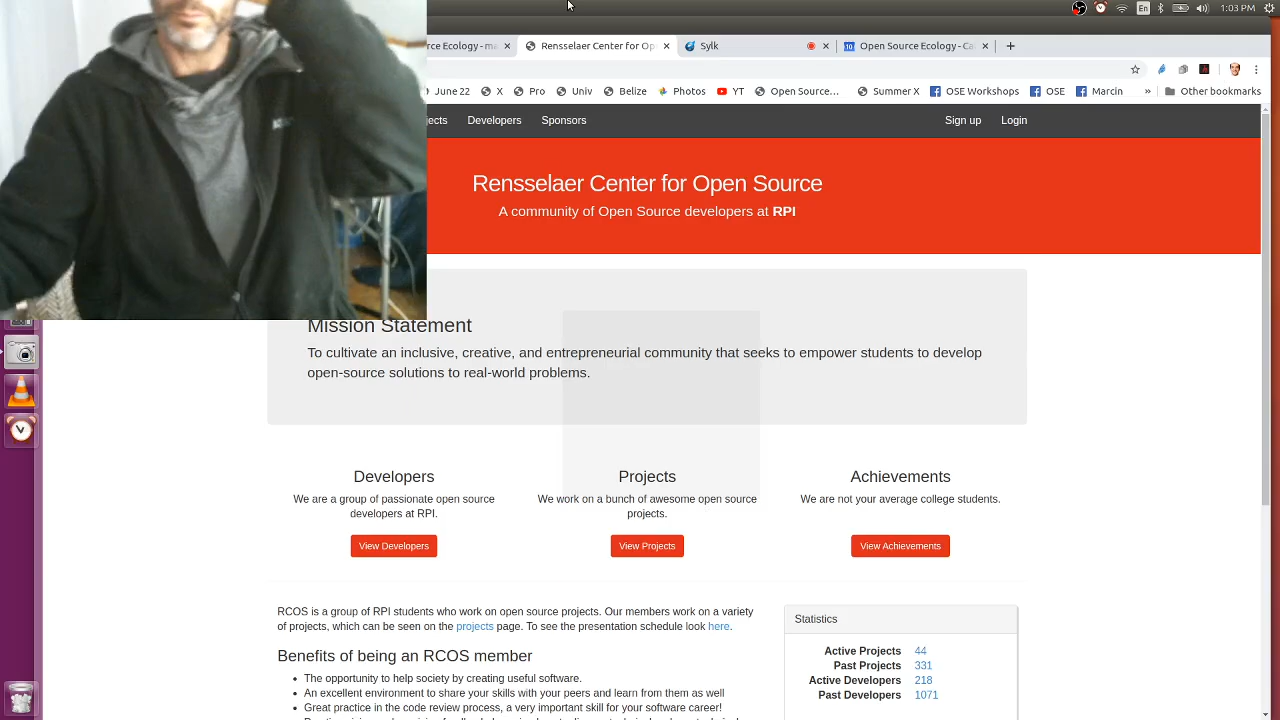 1:03 PM
En
rce Ecology - ma
Rensselaer Center for Op
Sylk
Open Source Ecology - Ca
June 22
X
Pro
Univ
Belize
Photos
YT
Open Source…
Summer X
OSE Workshops
OSE
Marcin
»
Other bookmarks
jects
Developers
Sponsors
Sign up
Login
Rensselaer Center for Open Source
A community of Open Source developers at RPI
Mission Statement
To cultivate an inclusive, creative, and entrepreneurial community that seeks to empower students to develop
open-source solutions to real-world problems.
Developers
We are a group of passionate open source
developers at RPI.
View Developers
Projects
We work on a bunch of awesome open source
projects.
View Projects
Achievements
We are not your average college students.
View Achievements
RCOS is a group of RPI students who work on open source projects. Our members work on a variety
of projects, which can be seen on the projects page. To see the presentation schedule look here.
Benefits of being an RCOS member
The opportunity to help society by creating useful software.
An excellent environment to share your skills with your peers and learn from them as well
Great practice in the code review process, a very important skill for your software career!
Statistics
Active Projects 44
Past Projects 331
Active Developers 218
Past Developers 1071